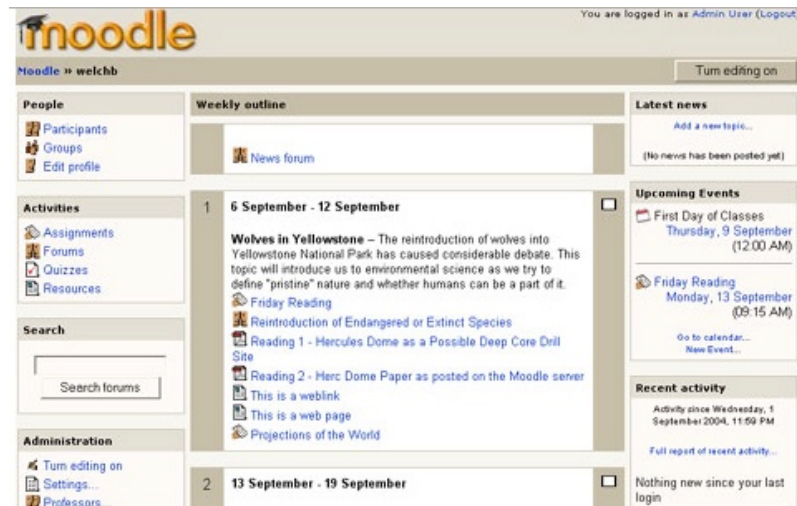 moodle
You are logged in as Admin User (Logout
Moodle » welchb
Turn editing on
People
Participants
Groups
Edit profile
Activities
Assignments
Forums
Quizzes
Resources
Search
Search forums
Administration
Turn editing on
Settings...
Professors...
Weekly outline
News forum
1
6 September - 12 September
Wolves in Yellowstone – The reintroduction of wolves into
Yellowstone National Park has caused considerable debate. This
topic will introduce us to environmental science as we try to
define "pristine" nature and whether humans can be a part of it.
Friday Reading
Reintroduction of Endangered or Extinct Species
Reading 1 - Hercules Dome as a Possible Deep Core Drill
Site
Reading 2 - Herc Dome Paper as posted on the Moodle server
This is a weblink
This is a web page
Projections of the World
2
13 September - 19 September
Latest news
Add a new topic...
(No news has been posted yet)
Upcoming Events
First Day of Classes
Thursday, 9 September
(12:00 AM)
Friday Reading
Monday, 13 September
(09:15 AM)
Go to calendar...
New Event...
Recent activity
Activity since Wednesday, 1
September 2004, 11:59 PM
Full report of recent activity...
Nothing new since your last
login